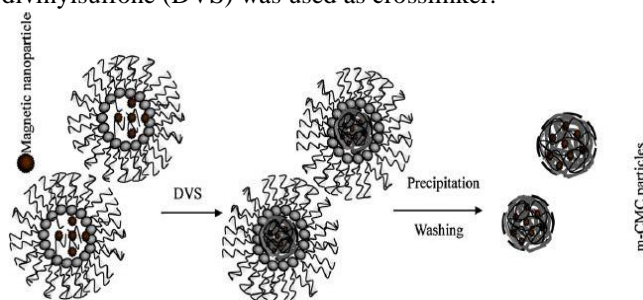 divinylsulfone (DVS) was used as crosslinker.
Magnetic nanoparticle
DVS
Precipitation
Washing
m-CMC particles